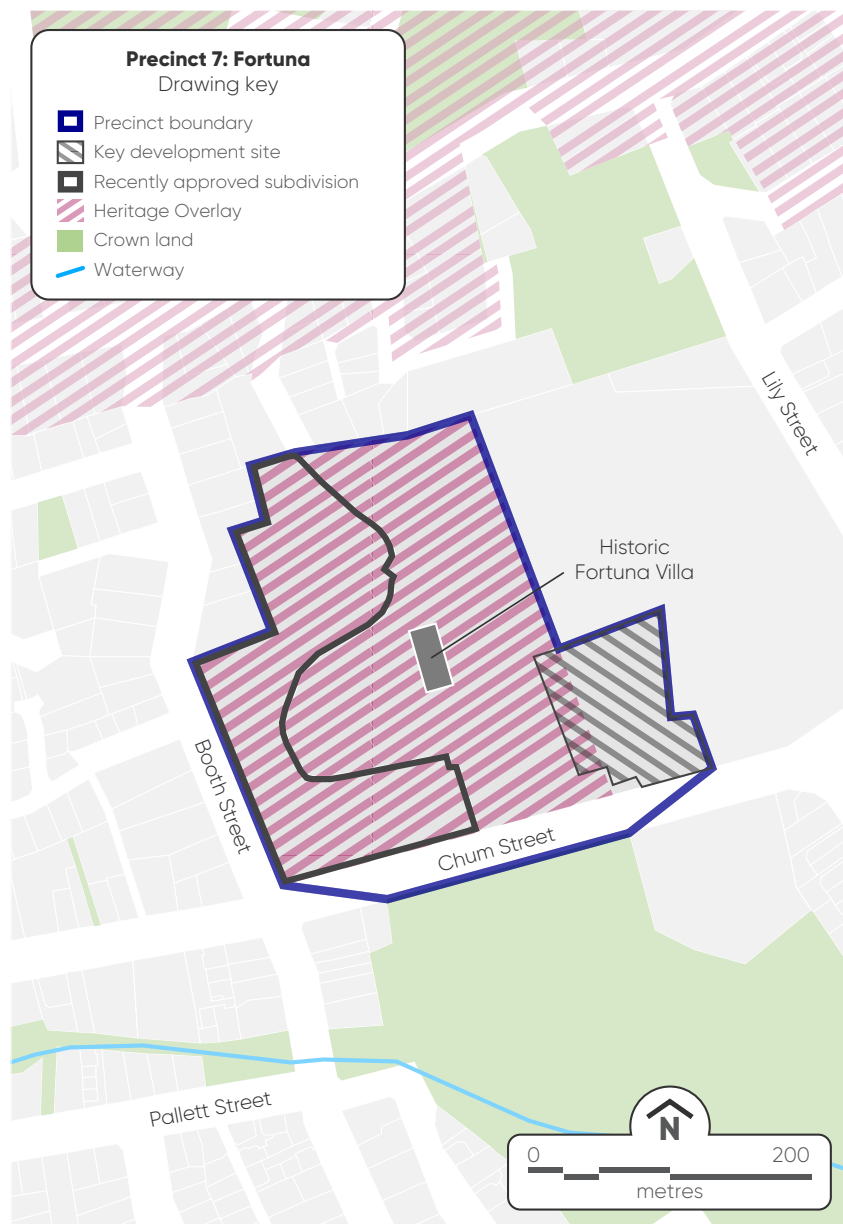 Precinct 7: Fortuna
Drawing key
Precinct boundary
Key development site
Recently approved subdivision
Heritage Overlay
Crown land
Waterway
Lily Street
Historic
Fortuna Villa
Booth Street
Chum Street
Pallett Street
N
0 200
metres